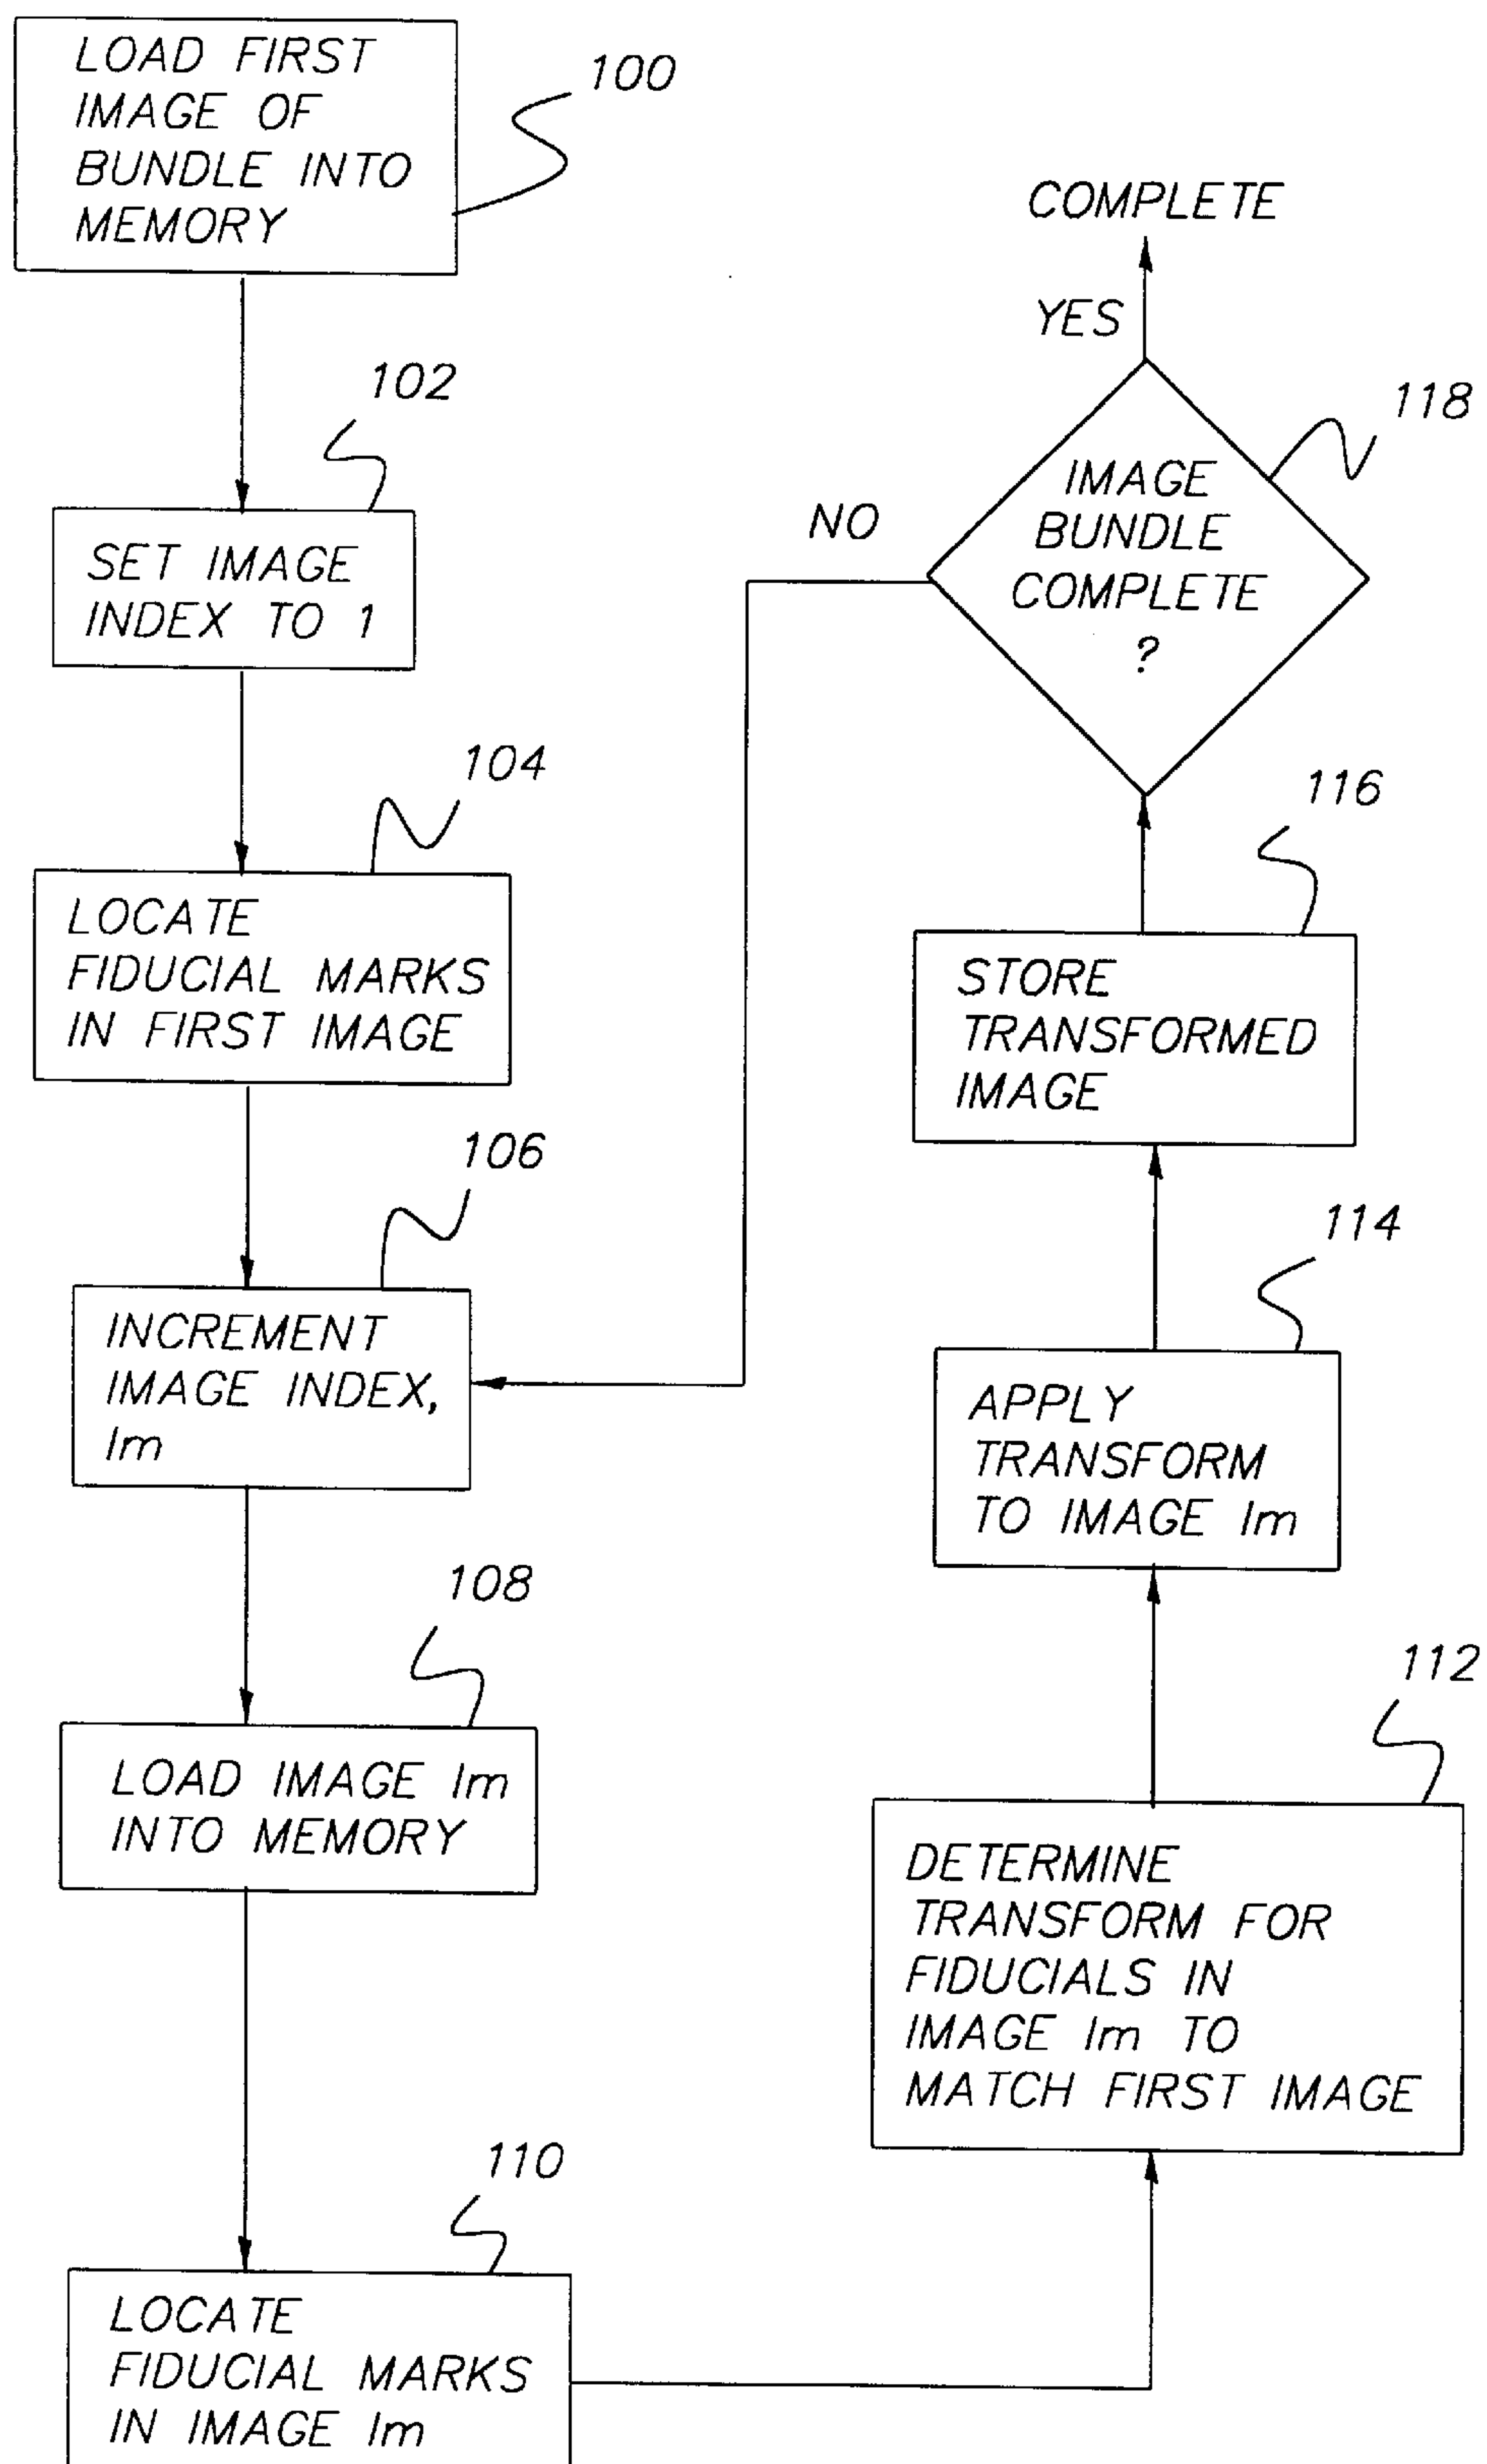 LOAD FIRST
IMAGE OF
BUNDLE INTO
MEMORY
100
102
SET IMAGE
INDEX TO 1
104
LOCATE
FIDUCIAL MARKS
IN FIRST IMAGE
106
INCREMENT
IMAGE INDEX,
Im
108
LOAD IMAGE Im
INTO MEMORY
110
LOCATE
FIDUCIAL MARKS
IN IMAGE Im
112
DETERMINE
TRANSFORM FOR
FIDUCIALS IN
IMAGE Im TO
MATCH FIRST IMAGE
114
APPLY
TRANSFORM
TO IMAGE Im
116
STORE
TRANSFORMED
IMAGE
118
IMAGE
BUNDLE
COMPLETE
?
NO
YES
COMPLETE